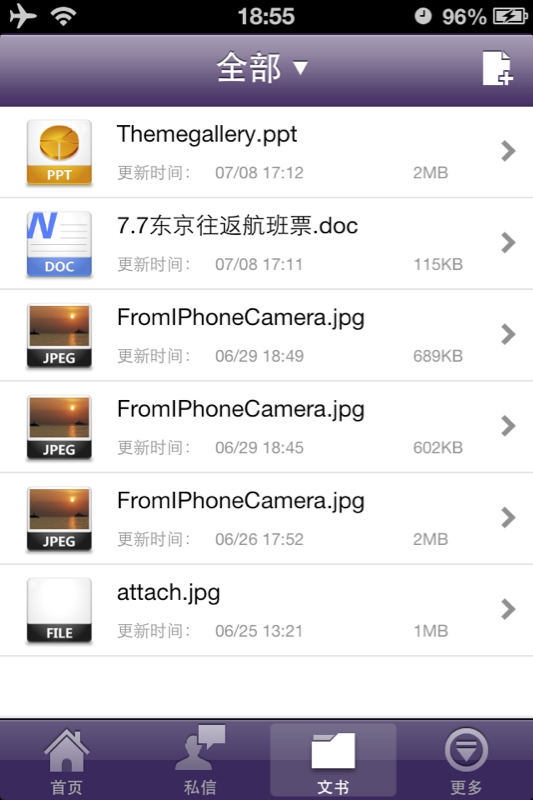 18:55 96%
全部 ▼
Themegallery.ppt
PPT
更新时间： 07/08 17:12 2MB
7.7东京往返航班票.doc
W
DOC
更新时间： 07/08 17:11 115KB
FromIPhoneCamera.jpg
JPEG
更新时间： 06/29 18:49 689KB
FromIPhoneCamera.jpg
JPEG
更新时间： 06/29 18:45 602KB
FromIPhoneCamera.jpg
JPEG
更新时间： 06/26 17:52 2MB
attach.jpg
FILE
更新时间： 06/25 13:21 1MB
首页 私信 文书 更多